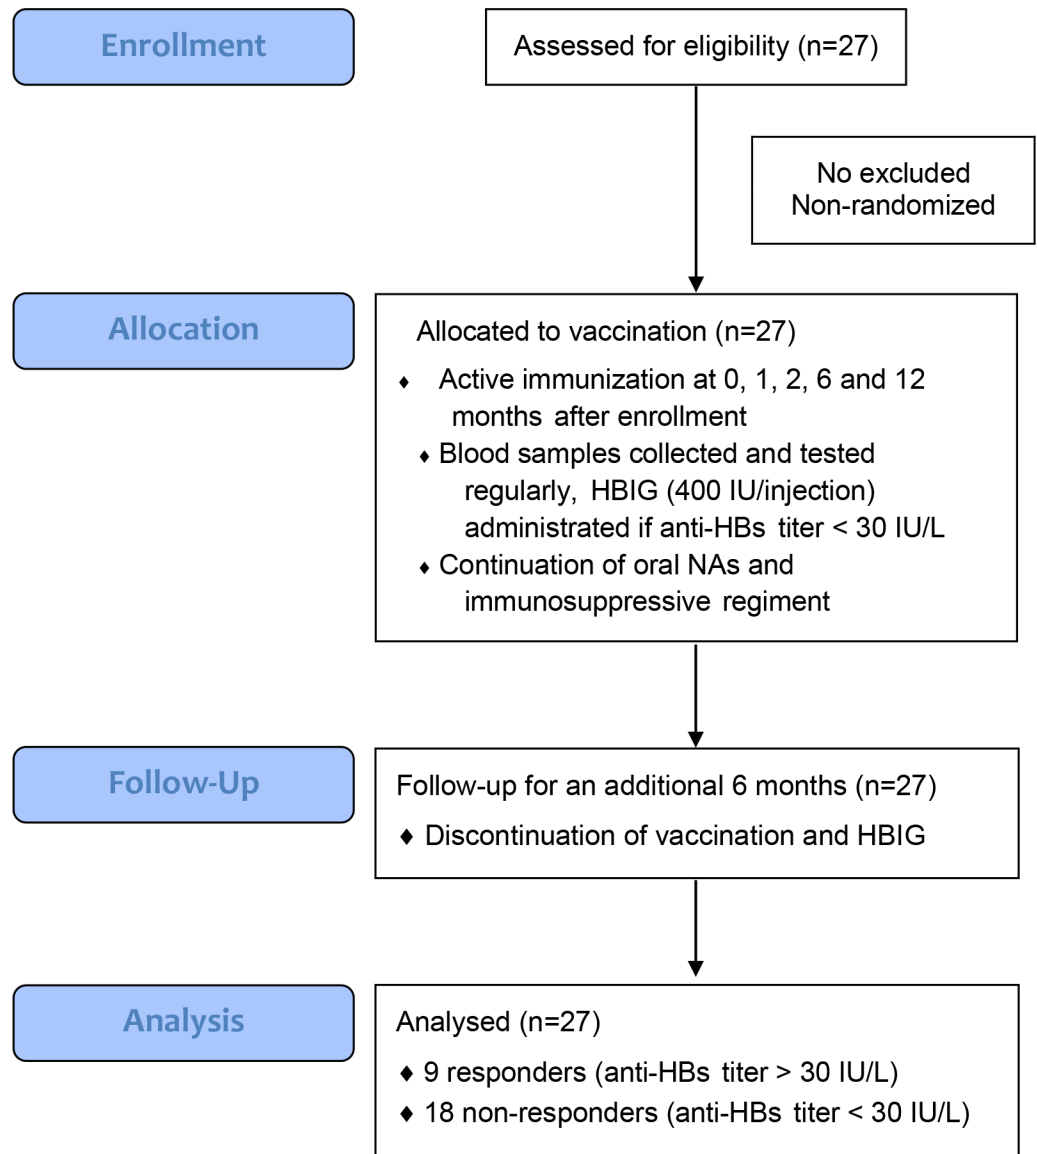 Enrollment
Assessed for eligibility (n=27)
No excluded
Non-randomized
Allocation
Allocated to vaccination (n=27)
♦ Active immunization at 0, 1, 2, 6 and 12
months after enrollment
♦ Blood samples collected and tested
regularly, HBIG (400 IU/injection)
administrated if anti-HBs titer < 30 IU/L
♦ Continuation of oral NAs and
immunosuppressive regiment
Follow-Up
Follow-up for an additional 6 months (n=27)
♦ Discontinuation of vaccination and HBIG
Analysis
Analysed (n=27)
♦ 9 responders (anti-HBs titer > 30 IU/L)
♦ 18 non-responders (anti-HBs titer < 30 IU/L)